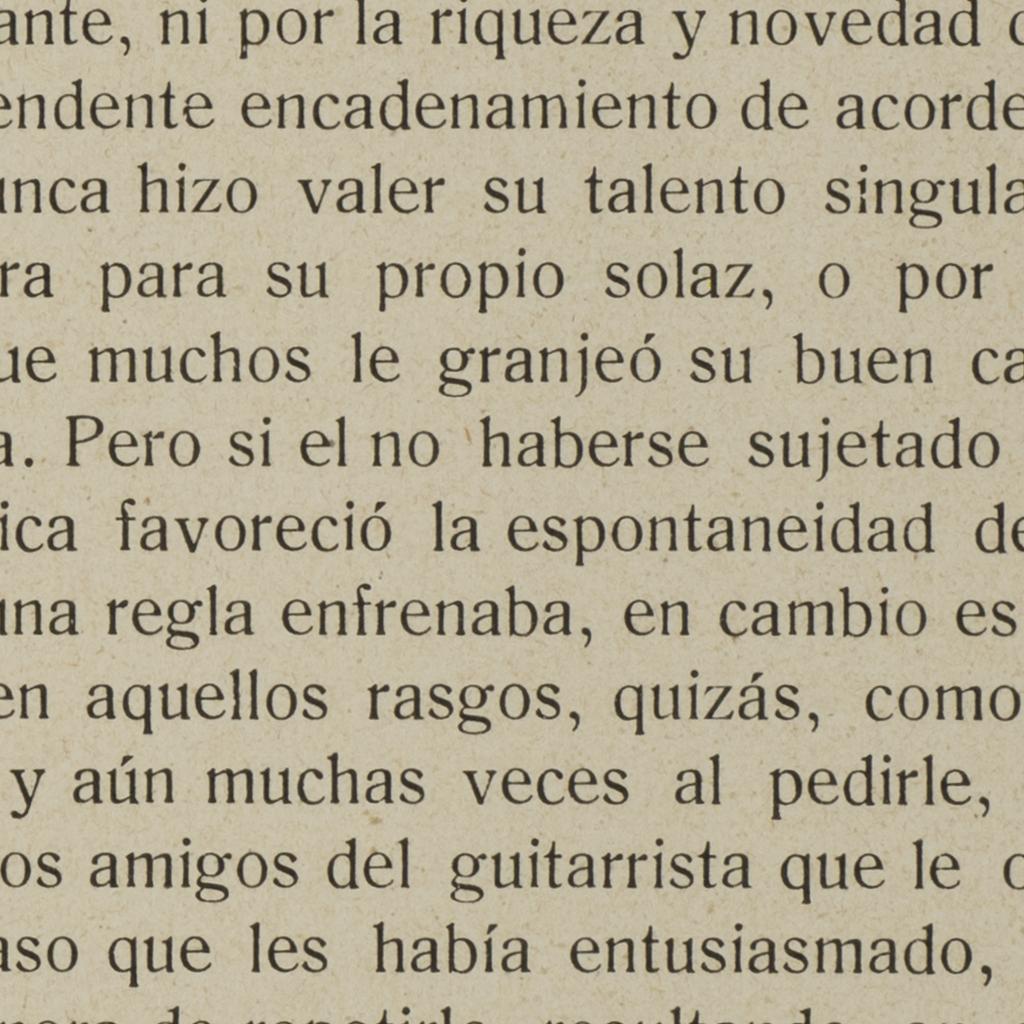 ante, ni por la riqueza y novedad
endente encadenamiento de acorde
unca hizo valer su talento singula
ra para su propio solaz, o por
ue muchos le granjeó su buen ca
a. Pero si el no haberse sujetado
ica favoreció la espontaneidad de
una regla enfrenaba, en cambio es
en aquellos rasgos, quizás, como
y aún muchas veces al pedirle,
os amigos del guitarrista que le
aso que les había entusiasmado,